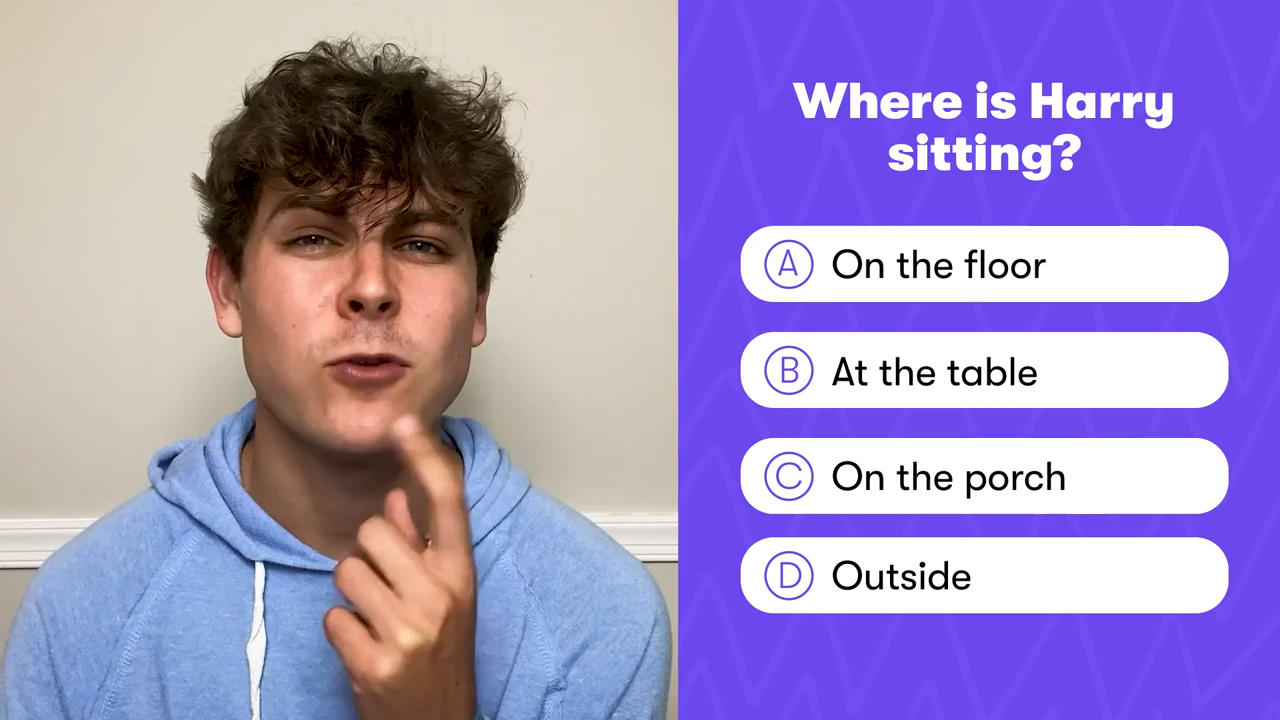 Where is Harry
sitting?
A On the floor
B At the table
C On the porch
D Outside